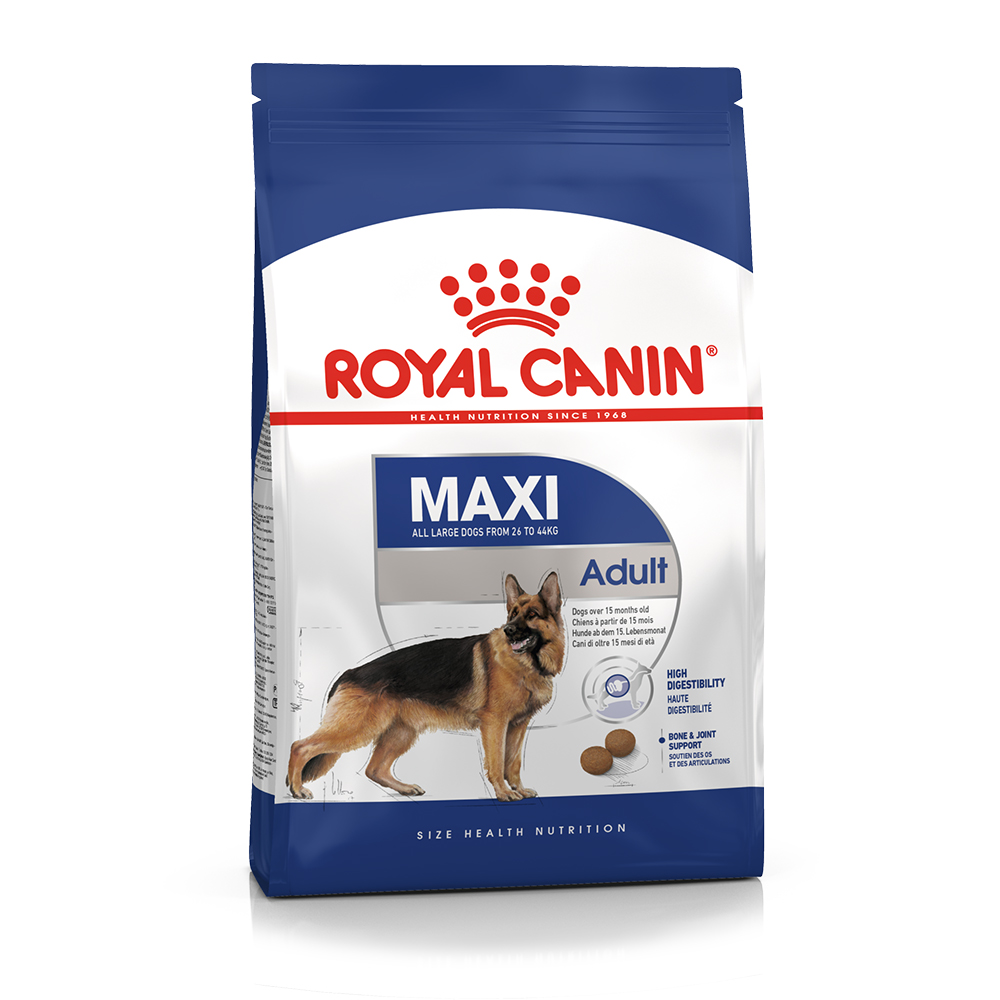 ROYAL CANIN®
HEALTH NUTRITION SINCE 1968
MAXI
ALL LARGE DOGS FROM 26 TO 44KG
Adult
Dogs over 15 months old
Chiens à partir de 15 mois
Hunde ab dem 15. Lebensmonat
Cani di oltre 15 mesi di età
HIGH
DIGESTIBILITY
HAUTE
DIGESTIBILITÉ
BONE & JOINT
SUPPORT
SOUTIEN DES OS
ET DES ARTICULATIONS
SIZE HEALTH NUTRITION